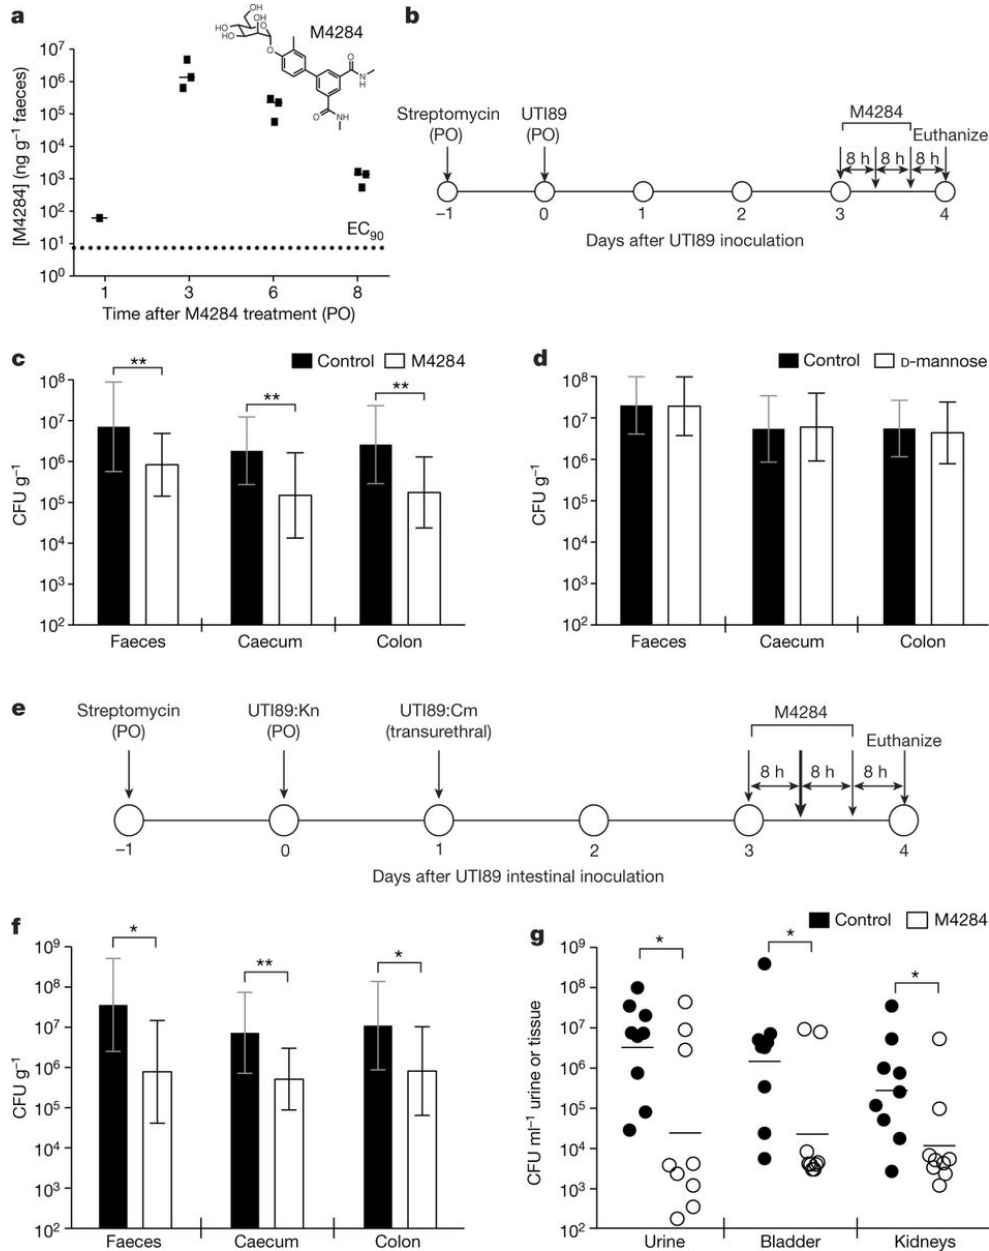 a
M4284
HO
OH
OH
HO
HO
O
O
O
N
H
O
NH
[M4284] (ng g⁻¹ faeces)
10⁷
10⁶
10⁵
10⁴
10³
10²
10¹
10⁰
EC₉₀
1 3 6 8
Time after M4284 treatment (PO)
b
Streptomycin
(PO)
UTI89
(PO)
M4284
Euthanize
8 h 8 h 8 h
–1 0 1 2 3 4
Days after UTI89 inoculation
c
Control M4284
** ** **
CFU g⁻¹
10⁸
10⁷
10⁶
10⁵
10⁴
10³
10²
Faeces Caecum Colon
d
Control D-mannose
CFU g⁻¹
10⁸
10⁷
10⁶
10⁵
10⁴
10³
10²
Faeces Caecum Colon
e
Streptomycin
(PO)
UTI89:Kn
(PO)
UTI89:Cm
(transurethral)
M4284
Euthanize
8 h 8 h 8 h
–1 0 1 2 3 4
Days after UTI89 intestinal inoculation
f
* ** *
CFU g⁻¹
10⁹
10⁸
10⁷
10⁶
10⁵
10⁴
10³
10²
Faeces Caecum Colon
g
Control M4284
* * *
CFU ml⁻¹ urine or tissue
10⁹
10⁸
10⁷
10⁶
10⁵
10⁴
10³
10²
Urine Bladder Kidneys